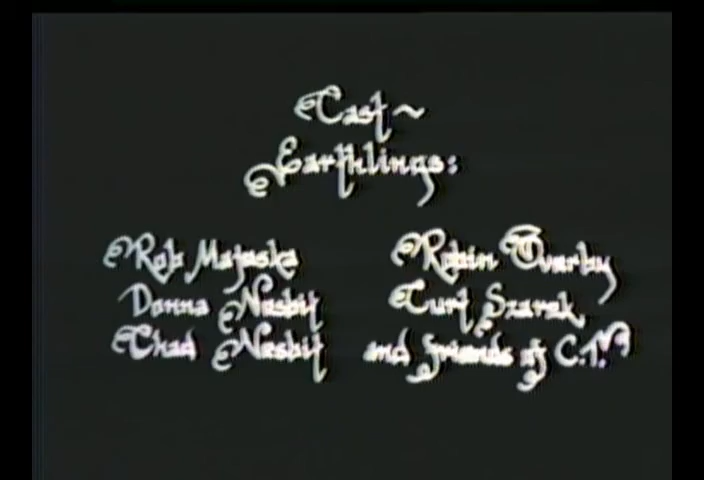 Cast~
Earthlings:
Rob Majeska Robin Overby
Donna Nesbit Curt Szarek
Chad Nesbit and friends of C.T.